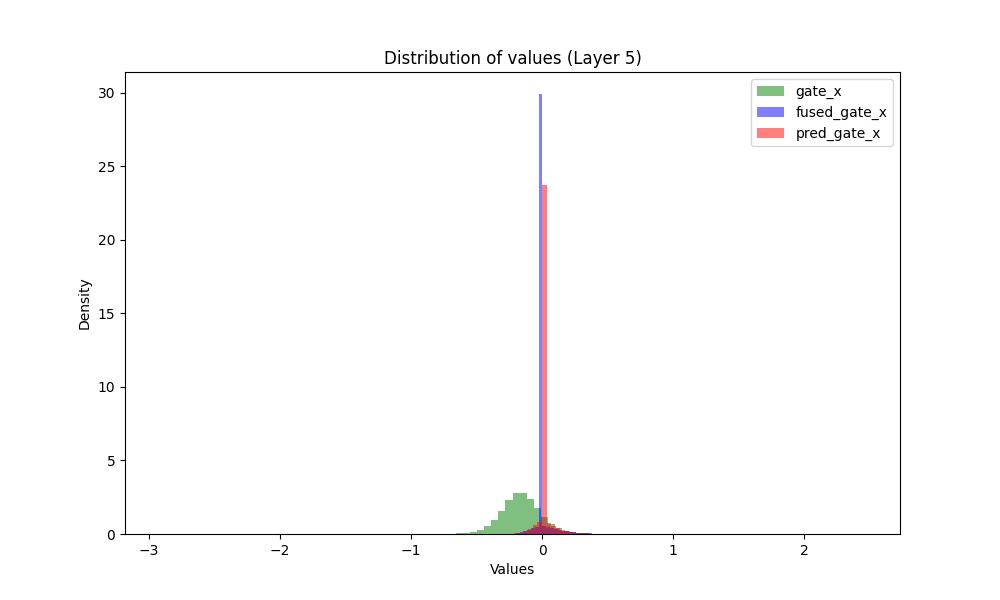 Distribution of values (Layer 5)
gate_x
fused_gate_x
pred_gate_x
Density
30
25
20
15
10
5
0
−3
−2
−1
0
1
2
Values